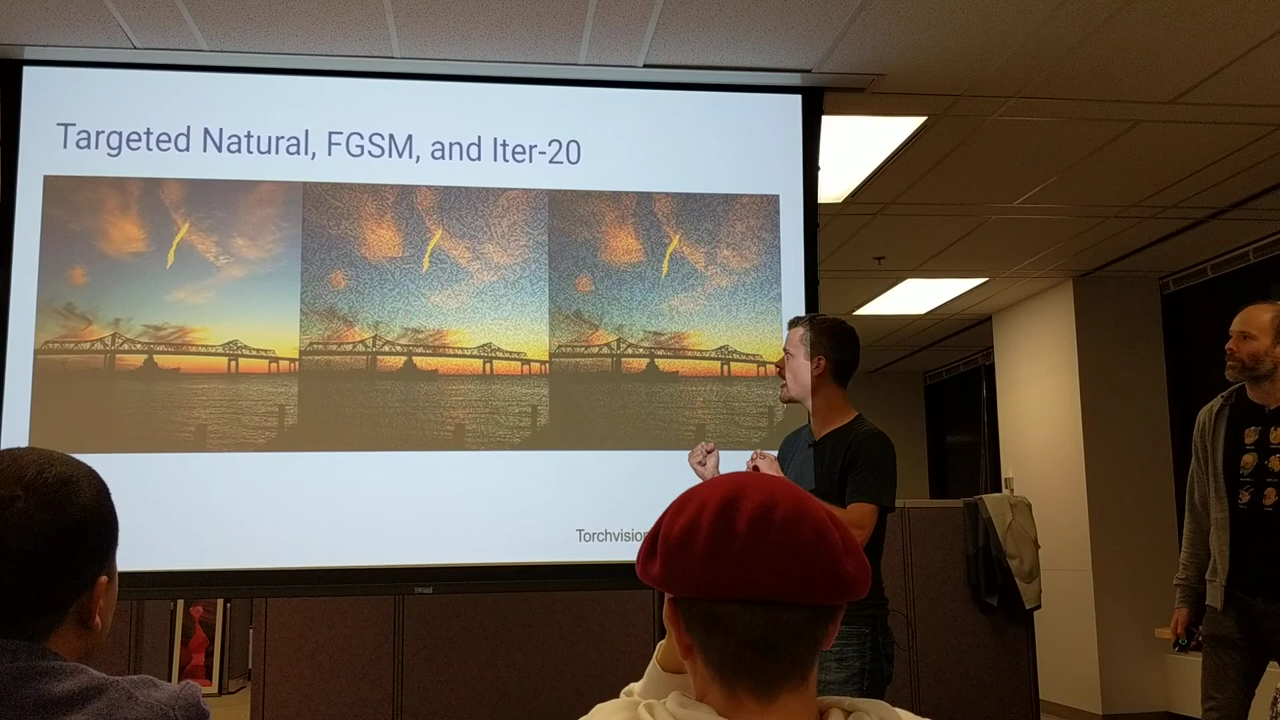 Targeted Natural, FGSM, and Iter-20
Torchvision